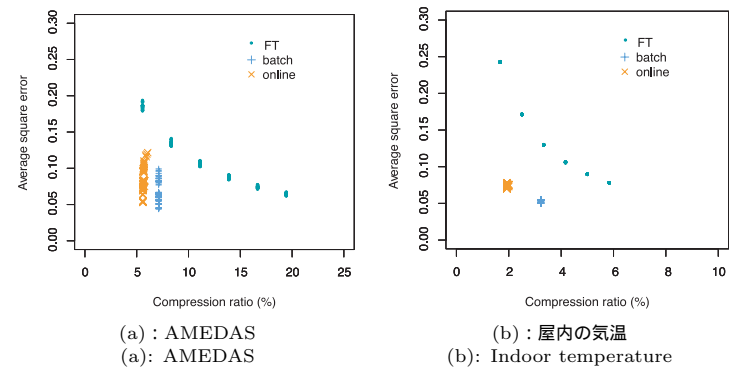 0.30
0.25
0.20
0.15
0.10
0.05
0.00
Average square error
FT
batch
online
0 5 10 15 20 25
Compression ratio (%)
(a) : AMEDAS
(a): AMEDAS
0.30
0.25
0.20
0.15
0.10
0.05
0.00
Average square error
FT
batch
online
0 2 4 6 8 10
Compression ratio (%)
(b) : 屋内の気温
(b): Indoor temperature